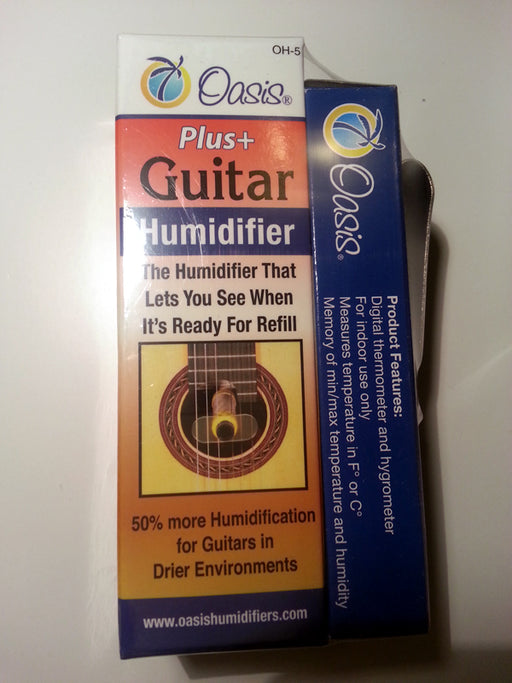 OH-5
Oasis®
Plus+
Guitar
Humidifier
The Humidifier That
Lets You See When
It's Ready For Refill
50% more Humidification
for Guitars in
Drier Environments
www.oasishumidifiers.com
Oasis®
Product Features:
Digital thermometer and hygrometer
For indoor use only
Measures temperature in F° or C°
Memory of min/max temperature and humidity